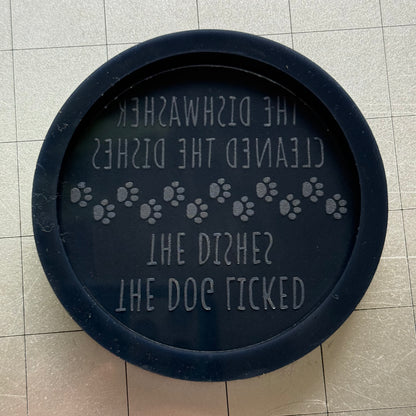 THE DISHWASHER
CLEANED THE DISHES
THE DOG LICKED
THE DISHES